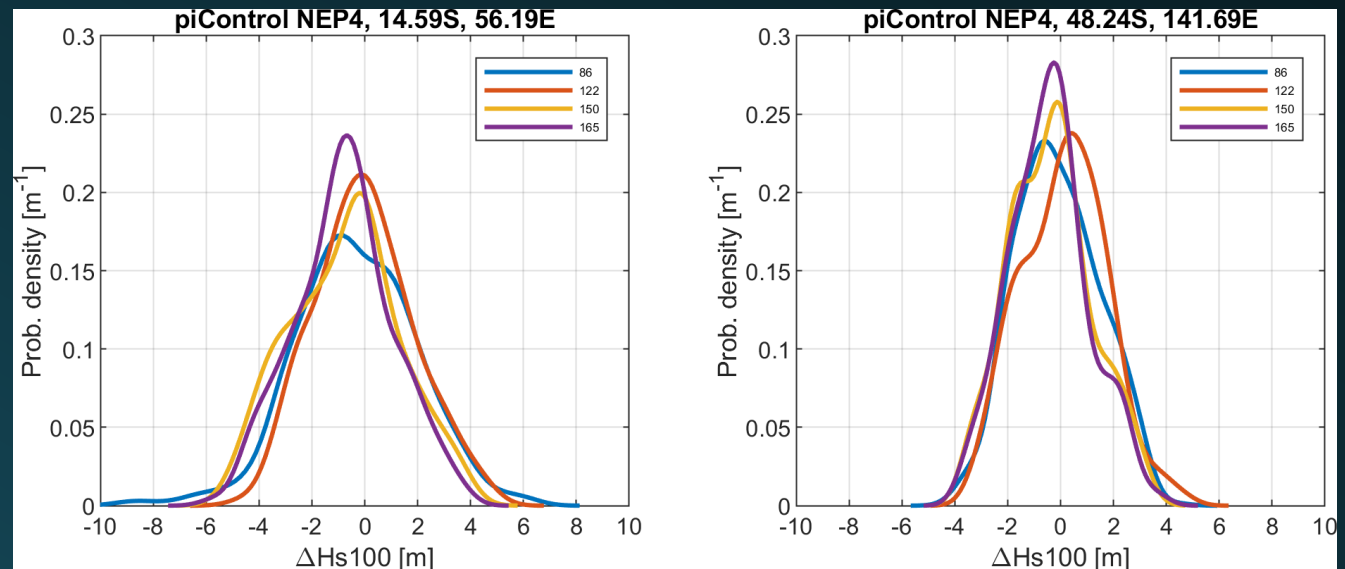 piControl NEP4, 14.59S, 56.19E
0.3
0.25
0.2
0.15
0.1
0.05
0
Prob. density [m⁻¹]
86
122
150
165
-10 -8 -6 -4 -2 0 2 4 6 8 10
ΔHs100 [m]
piControl NEP4, 48.24S, 141.69E
0.3
0.25
0.2
0.15
0.1
0.05
0
Prob. density [m⁻¹]
86
122
150
165
-10 -8 -6 -4 -2 0 2 4 6 8 10
ΔHs100 [m]